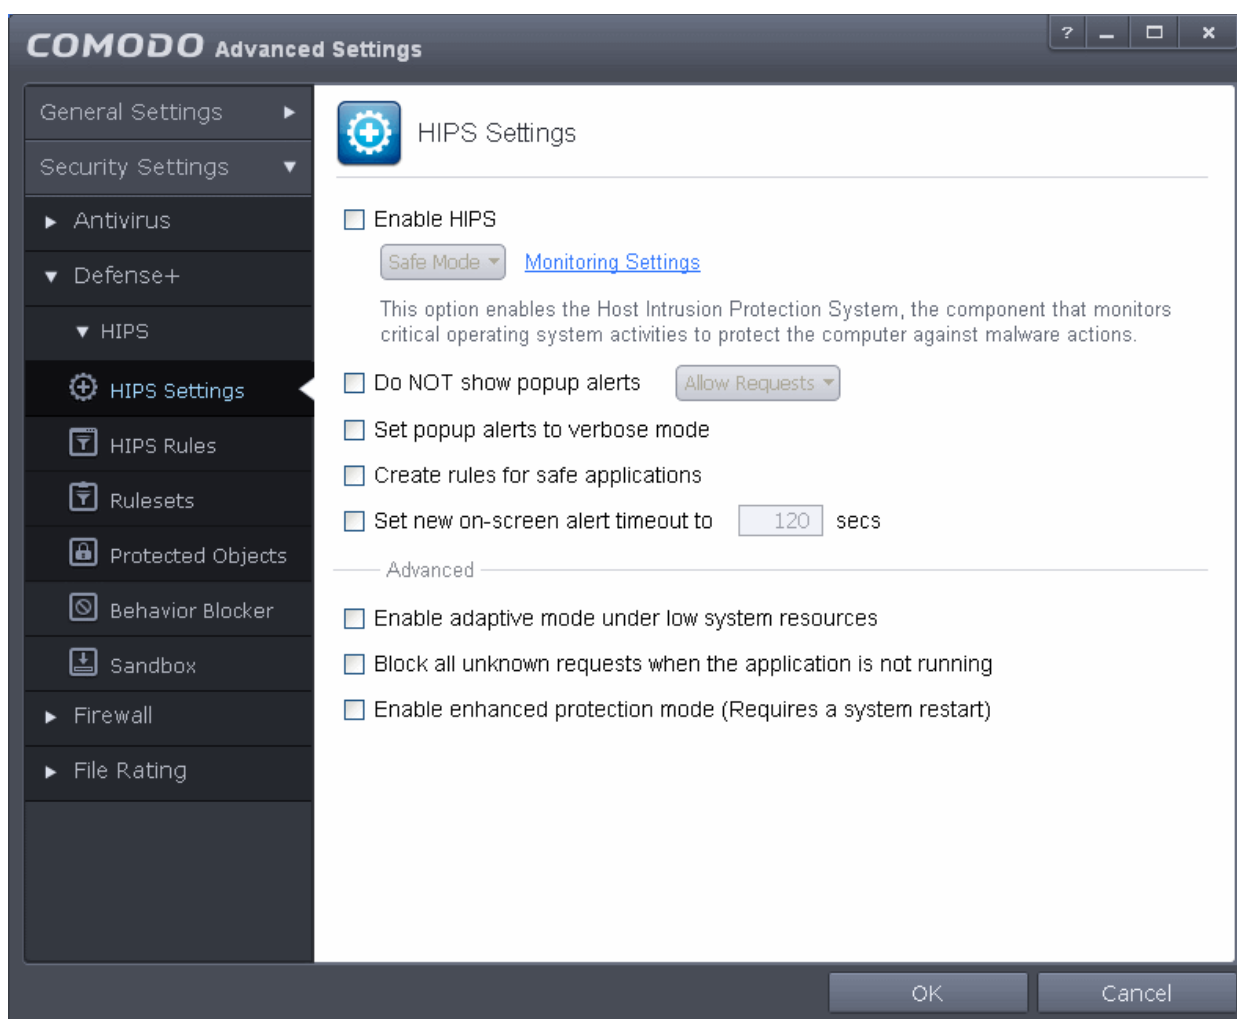 COMODO Advanced Settings
?
General Settings
Security Settings
Antivirus
Defense+
HIPS
HIPS Settings
HIPS Rules
Rulesets
Protected Objects
Behavior Blocker
Sandbox
Firewall
File Rating
HIPS Settings
Enable HIPS
Safe Mode Monitoring Settings
This option enables the Host Intrusion Protection System, the component that monitors
critical operating system activities to protect the computer against malware actions.
Do NOT show popup alerts Allow Requests
Set popup alerts to verbose mode
Create rules for safe applications
Set new on-screen alert timeout to 120 secs
Advanced
Enable adaptive mode under low system resources
Block all unknown requests when the application is not running
Enable enhanced protection mode (Requires a system restart)
OK Cancel